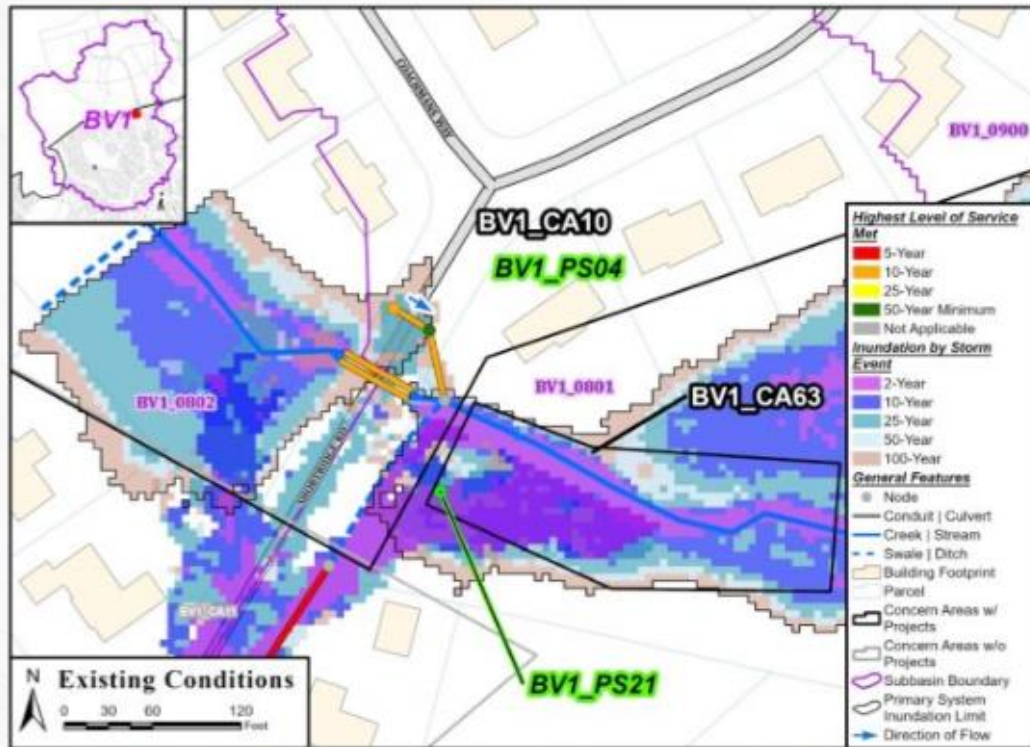 BV1
BV1_0900
BV1_CA10
BV1_PS04
BV1_0801
BV1_0802
BV1_CA63
BV1_PS21
Highest Level of Service
Met
5-Year
10-Year
25-Year
50-Year Minimum
Not Applicable
Inundation by Storm
Event
2-Year
10-Year
25-Year
50-Year
100-Year
General Features
Node
Conduit | Culvert
Creek | Stream
Swale | Ditch
Building Footprint
Parcel
Concern Areas w/
Projects
Concern Areas w/o
Projects
Subbasin Boundary
Primary System
Inundation Limit
Direction of Flow
N
Existing Conditions
0 30 60 120
Feet